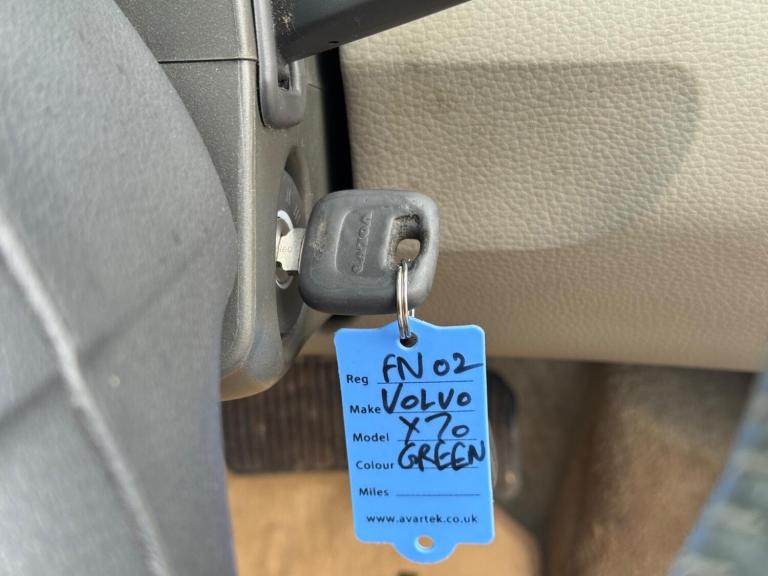 VOLVO
Reg FN 02
Make VOLVO
Model X70
Colour GREEN
Miles
www.avartek.co.uk